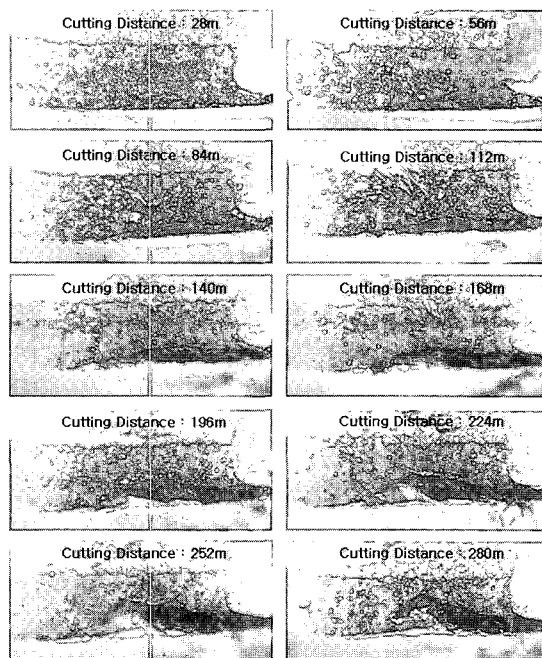 Cutting Distance : 28m
Cutting Distance : 56m
Cutting Distance : 84m
Cutting Distance : 112m
Cutting Distance : 140m
Cutting Distance : 168m
Cutting Distance : 196m
Cutting Distance : 224m
Cutting Distance : 252m
Cutting Distance : 280m